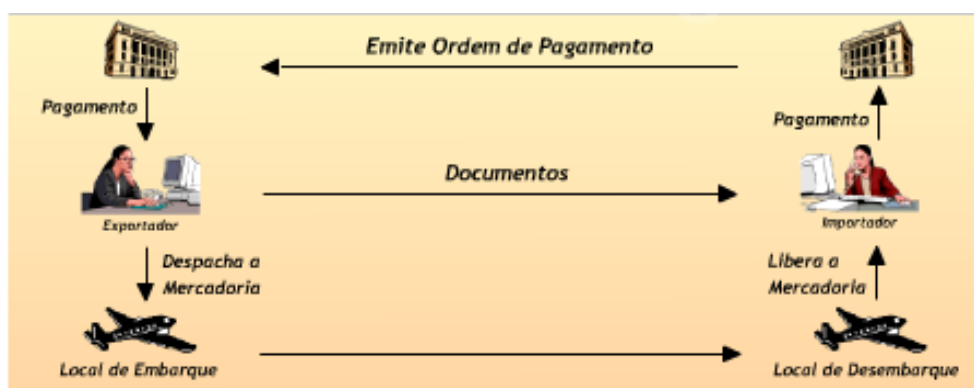 Emite Ordem de Pagamento
Pagamento
Pagamento
Documentos
Exportador
Importador
Despacha a
Mercadoria
Libera a
Mercadoria
Local de Embarque
Local de Desembarque